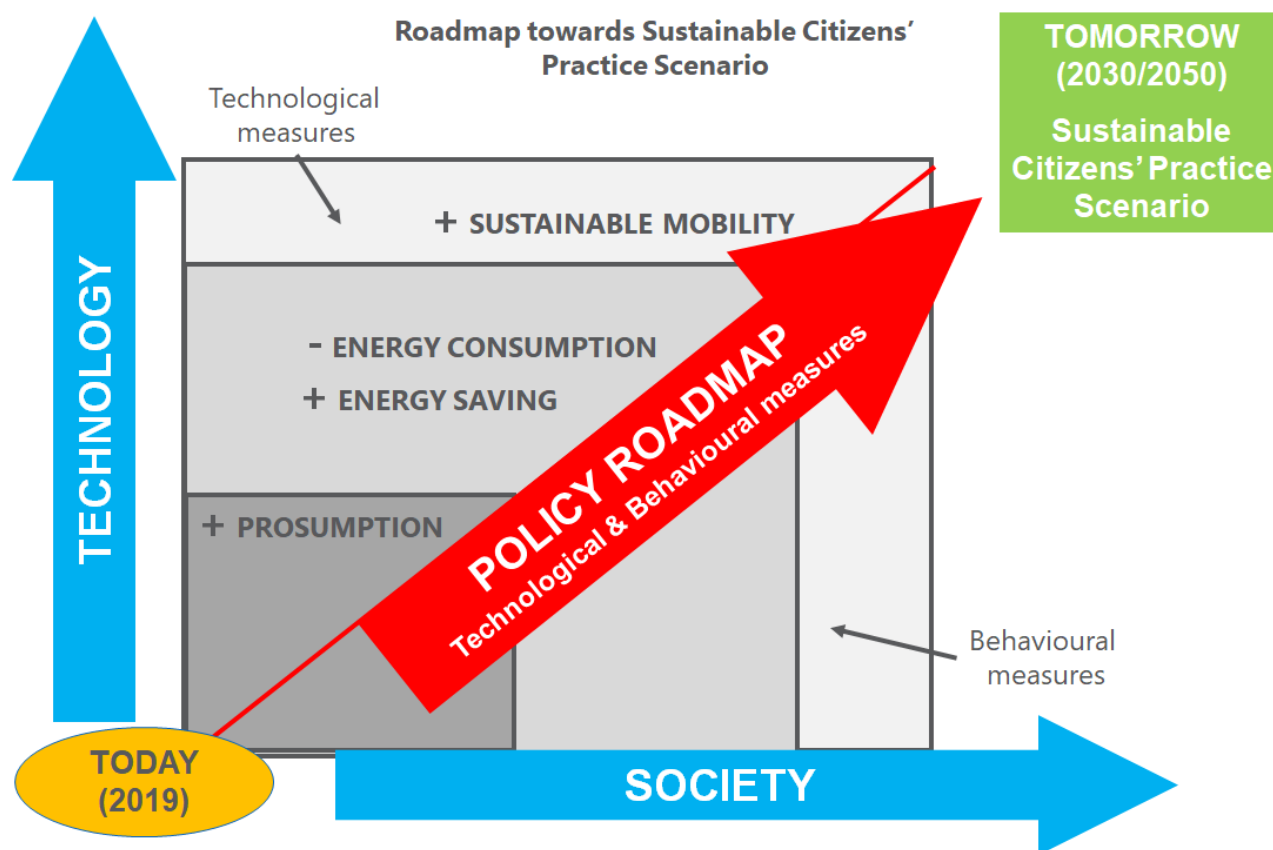 Roadmap towards Sustainable Citizens’
Practice Scenario
TOMORROW
(2030/2050)
Sustainable
Citizens’ Practice
Scenario
Technological
measures
+ SUSTAINABLE MOBILITY
TECHNOLOGY
- ENERGY CONSUMPTION
+ ENERGY SAVING
+ PROSUMPTION
POLICY ROADMAP
Technological & Behavioural measures
Behavioural
measures
TODAY
(2019)
SOCIETY